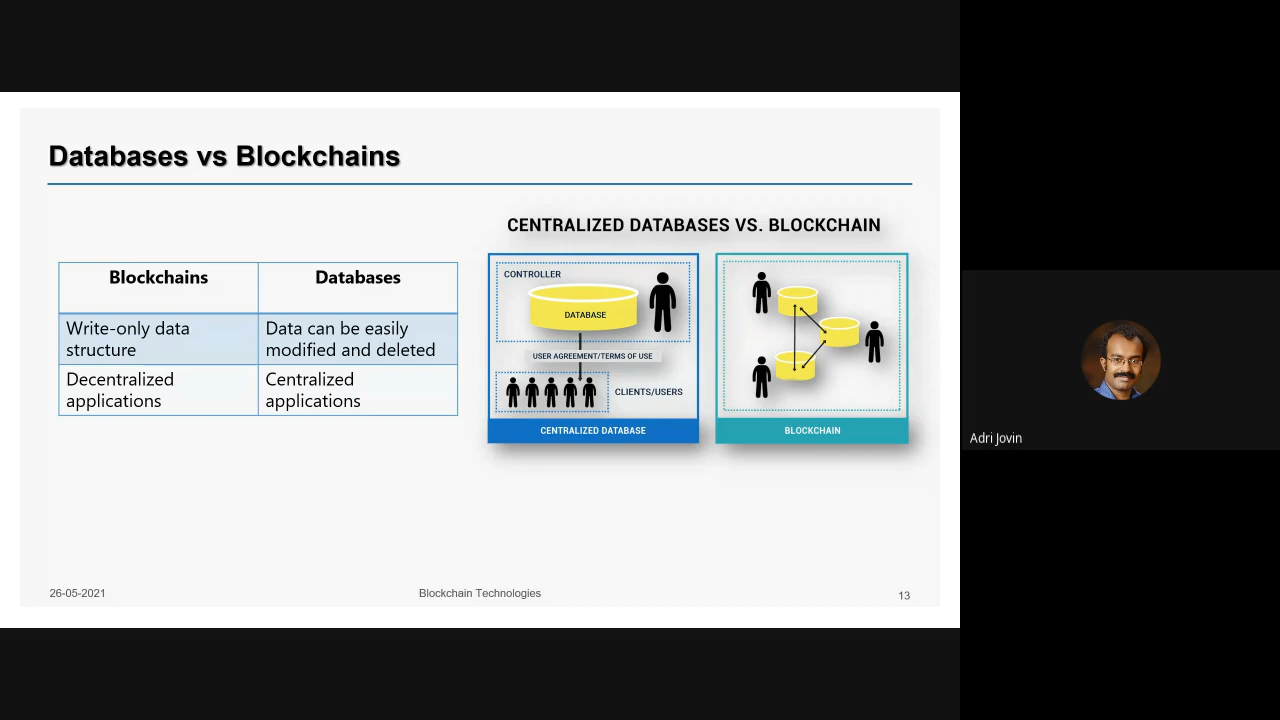 Databases vs Blockchains
Blockchains
Databases
Write-only data
structure
Data can be easily
modified and deleted
Decentralized
applications
Centralized
applications
CENTRALIZED DATABASES VS. BLOCKCHAIN
CONTROLLER
DATABASE
USER AGREEMENT/TERMS OF USE
CLIENTS/USERS
CENTRALIZED DATABASE
BLOCKCHAIN
26-05-2021
Blockchain Technologies
13
Adri Jovin